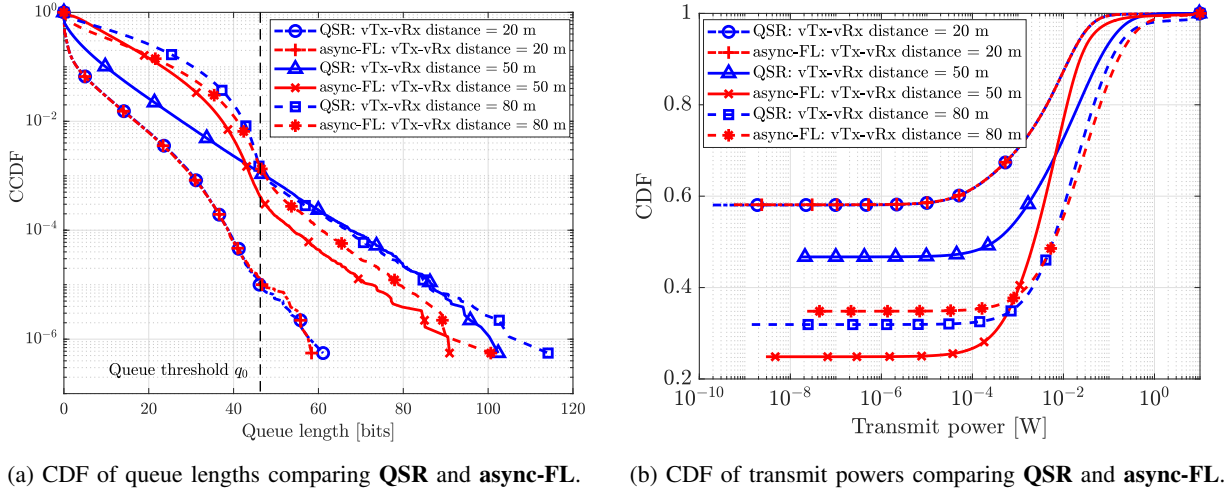 10^0
10^-2
10^-4
10^-6
CCDF
0 20 40 60 80 100 120
Queue length [bits]
Queue threshold q_0
QSR: vTx-vRx distance = 20 m
async-FL: vTx-vRx distance = 20 m
QSR: vTx-vRx distance = 50 m
async-FL: vTx-vRx distance = 50 m
QSR: vTx-vRx distance = 80 m
async-FL: vTx-vRx distance = 80 m
(a) CDF of queue lengths comparing QSR and async-FL.
1
0.8
0.6
0.4
0.2
CDF
10^-10 10^-8 10^-6 10^-4 10^-2 10^0
Transmit power [W]
QSR: vTx-vRx distance = 20 m
async-FL: vTx-vRx distance = 20 m
QSR: vTx-vRx distance = 50 m
async-FL: vTx-vRx distance = 50 m
QSR: vTx-vRx distance = 80 m
async-FL: vTx-vRx distance = 80 m
(b) CDF of transmit powers comparing QSR and async-FL.